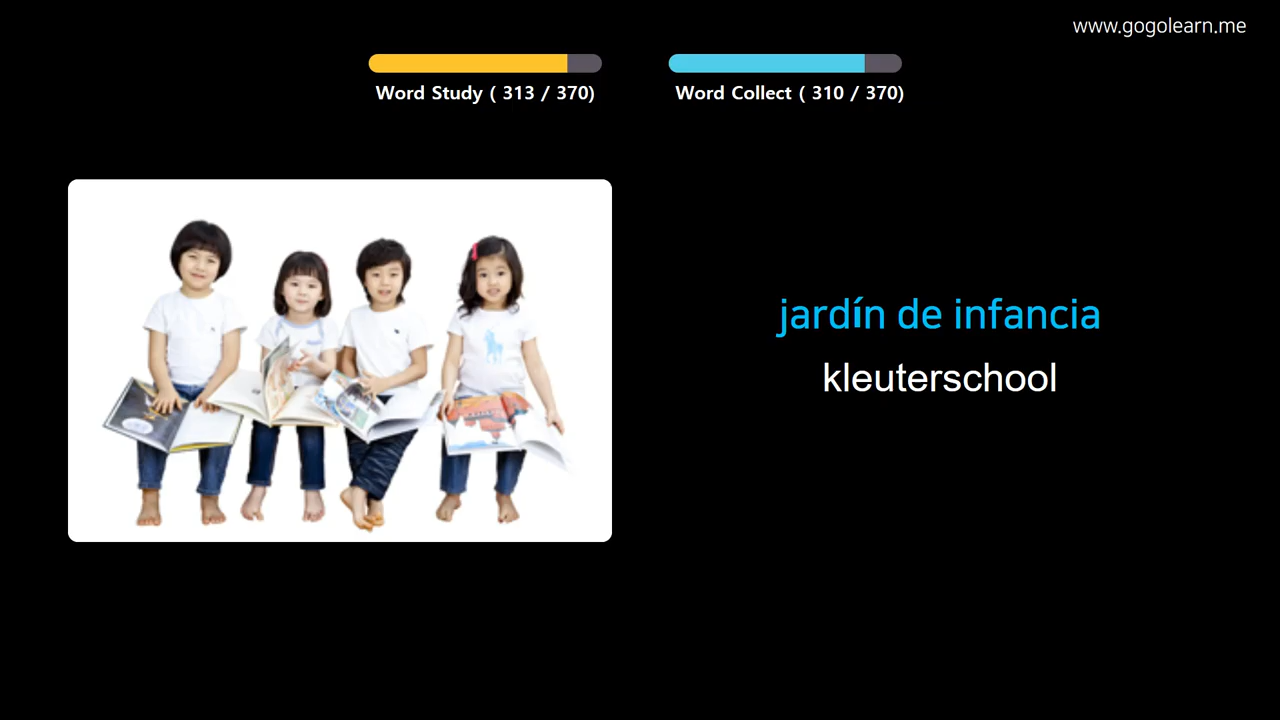 www.gogolearn.me
Word Study ( 313 / 370)
Word Collect ( 310 / 370)
jardín de infancia
kleuterschool